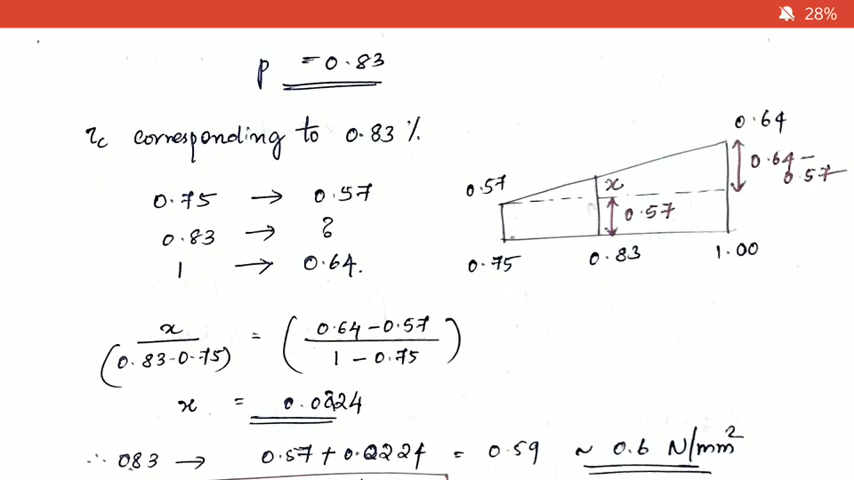 28%
p = 0.83
τc corresponding to 0.83 %
0.75 → 0.57
0.83 → ?
1 → 0.64.
0.64
0.64 –
0.57
0.57
x
0.57
0.75 0.83 1.00
x / (0.83-0.75) = (0.64-0.57 / 1-0.75)
x = 0.0224
∴ 083 → 0.57 + 0.0224 = 0.59 ~ 0.6 N/mm²